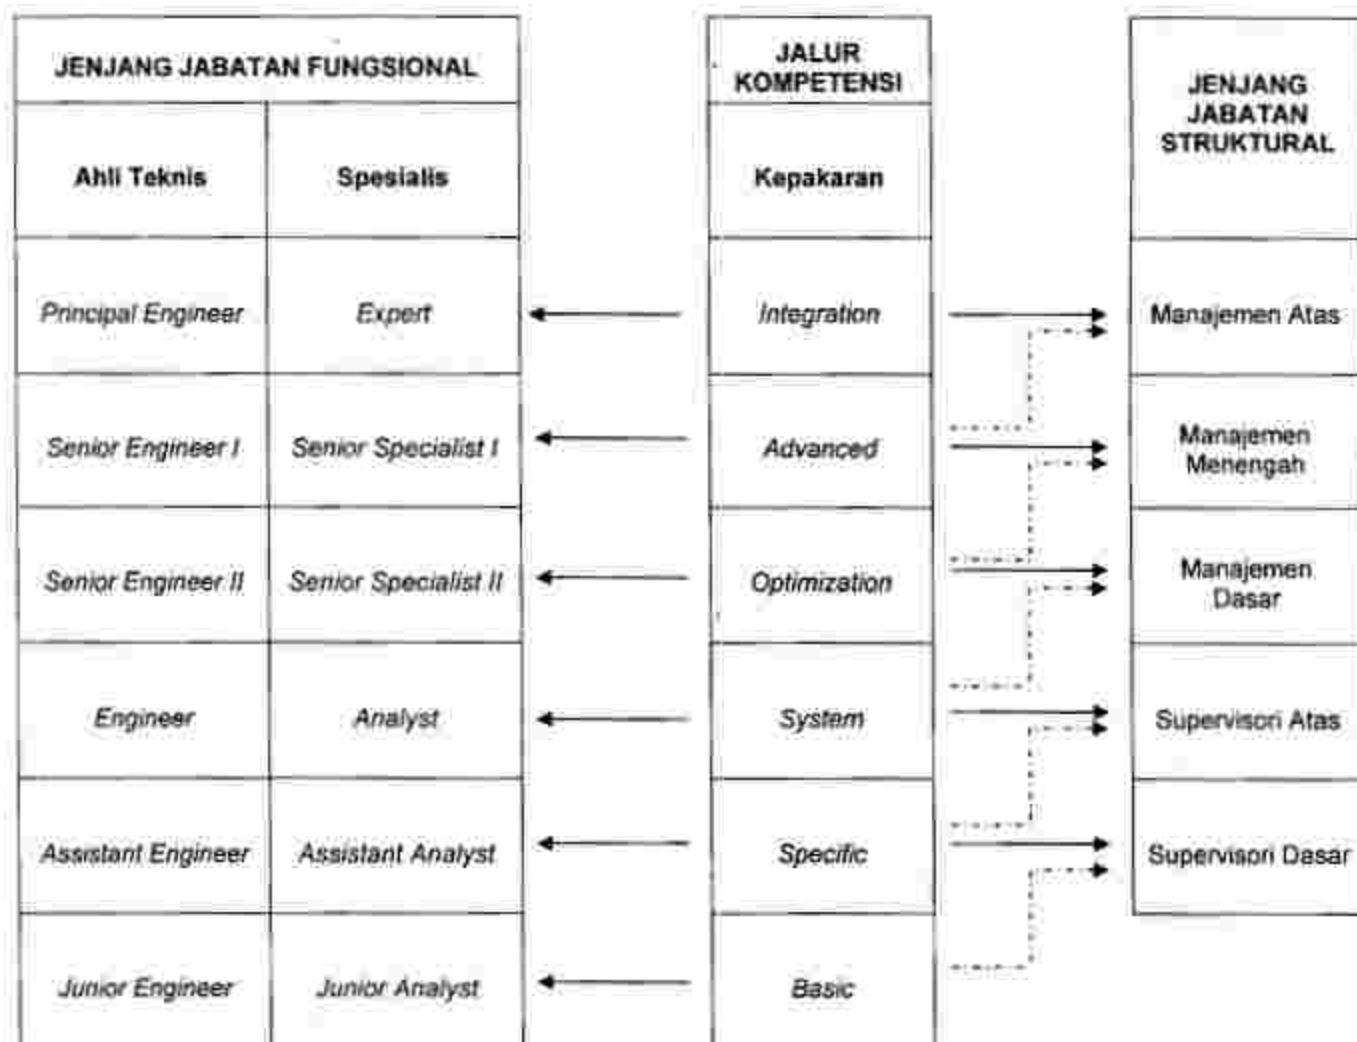 JENJANG JABATAN FUNGSIONAL
JALUR
KOMPETENSI
JENJANG
JABATAN
STRUKTURAL
Ahli Teknis
Spesialis
Kepakaran
Principal Engineer
Expert
Integration
Manajemen Atas
Senior Engineer I
Senior Specialist I
Advanced
Manajemen
Menengah
Senior Engineer II
Senior Specialist II
Optimization
Manajemen
Dasar
Engineer
Analyst
System
Supervisori Atas
Assistant Engineer
Assistant Analyst
Specific
Supervisori Dasar
Junior Engineer
Junior Analyst
Basic